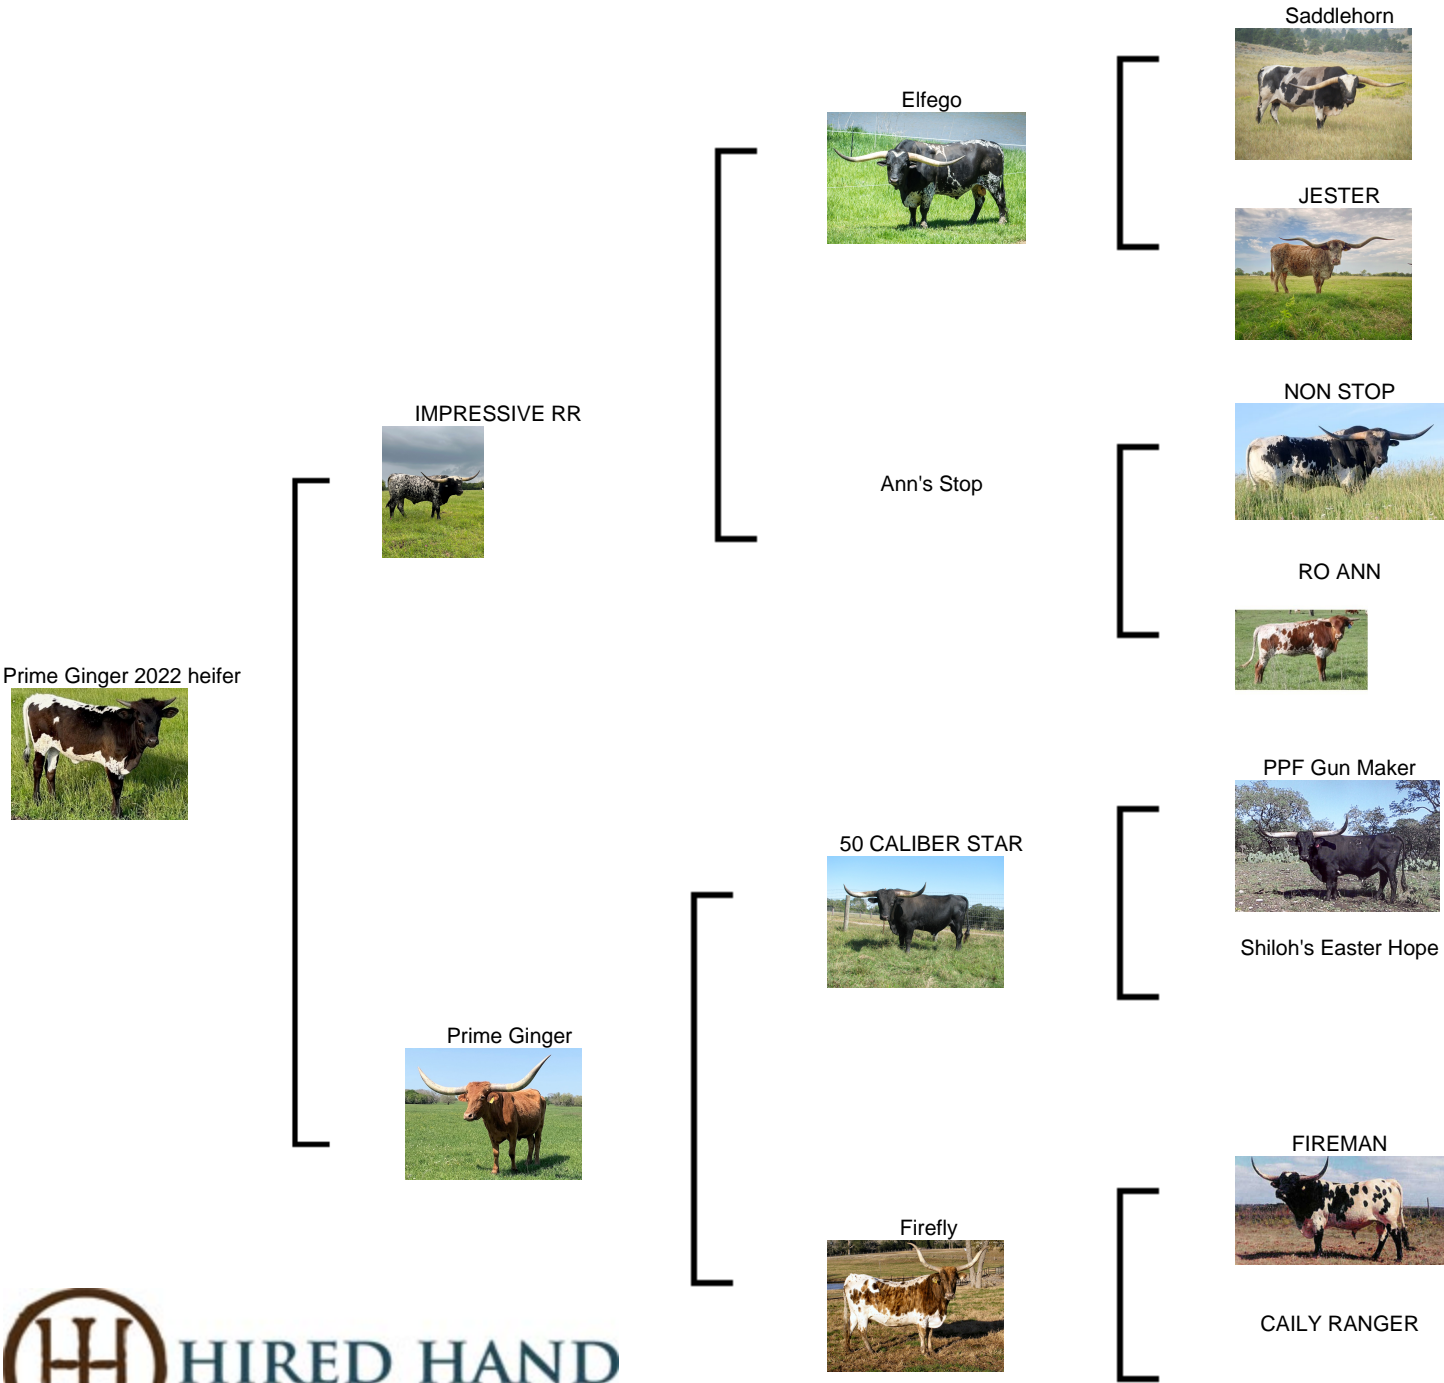 Saddlehorn
Elfego
JESTER
NON STOP
IMPRESSIVE RR
Ann's Stop
RO ANN
Prime Ginger 2022 heifer
PPF Gun Maker
50 CALIBER STAR
Shiloh's Easter Hope
Prime Ginger
FIREMAN
Firefly
CAILY RANGER
HIRED HAND